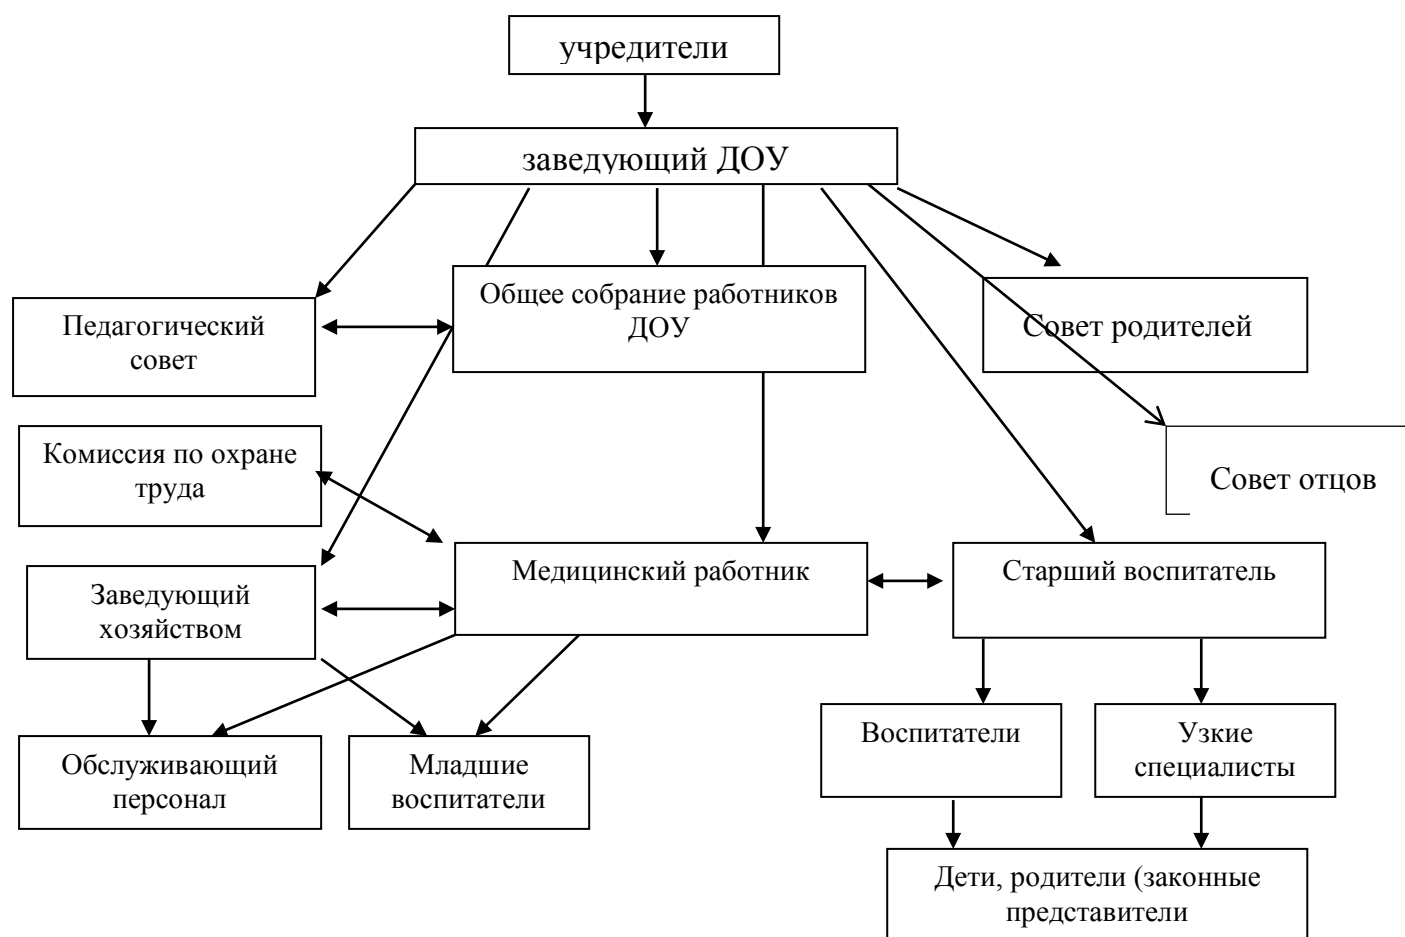 учредители
заведующий ДОУ
Общее собрание работников
ДОУ
Педагогический
совет
Совет родителей
Комиссия по охране
труда
Совет отцов
Медицинский работник
Старший воспитатель
Заведующий
хозяйством
Воспитатели
Узкие
специалисты
Обслуживающий
персонал
Младшие
воспитатели
Дети, родители (законные
представители